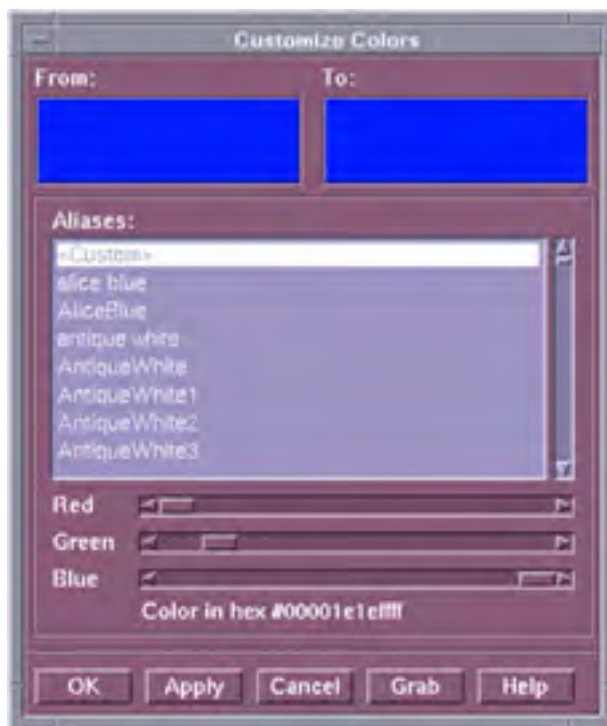 Customize Colors
From: To:
Aliases:
<Custom>
alice blue
AliceBlue
antique white
AntiqueWhite
AntiqueWhite1
AntiqueWhite2
AntiqueWhite3
Red
Green
Blue
Color in hex #00001e1effff
OK Apply Cancel Grab Help